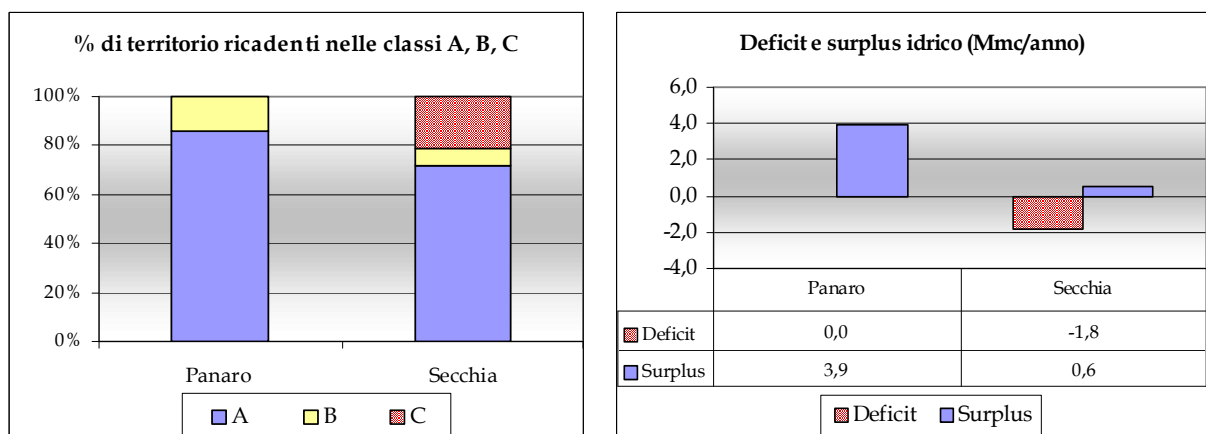 % di territorio ricadenti nelle classi A, B, C
100%
80%
60%
40%
20%
0%
Panaro Secchia
A B C
Deficit e surplus idrico (Mmc/anno)
6,0
4,0
2,0
0,0
-2,0
-4,0
Panaro Secchia
Deficit 0,0 -1,8
Surplus 3,9 0,6
Deficit Surplus